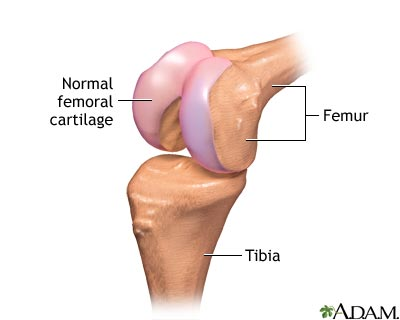 Normal
femoral
cartilage
Femur
Tibia
A.D.A.M.